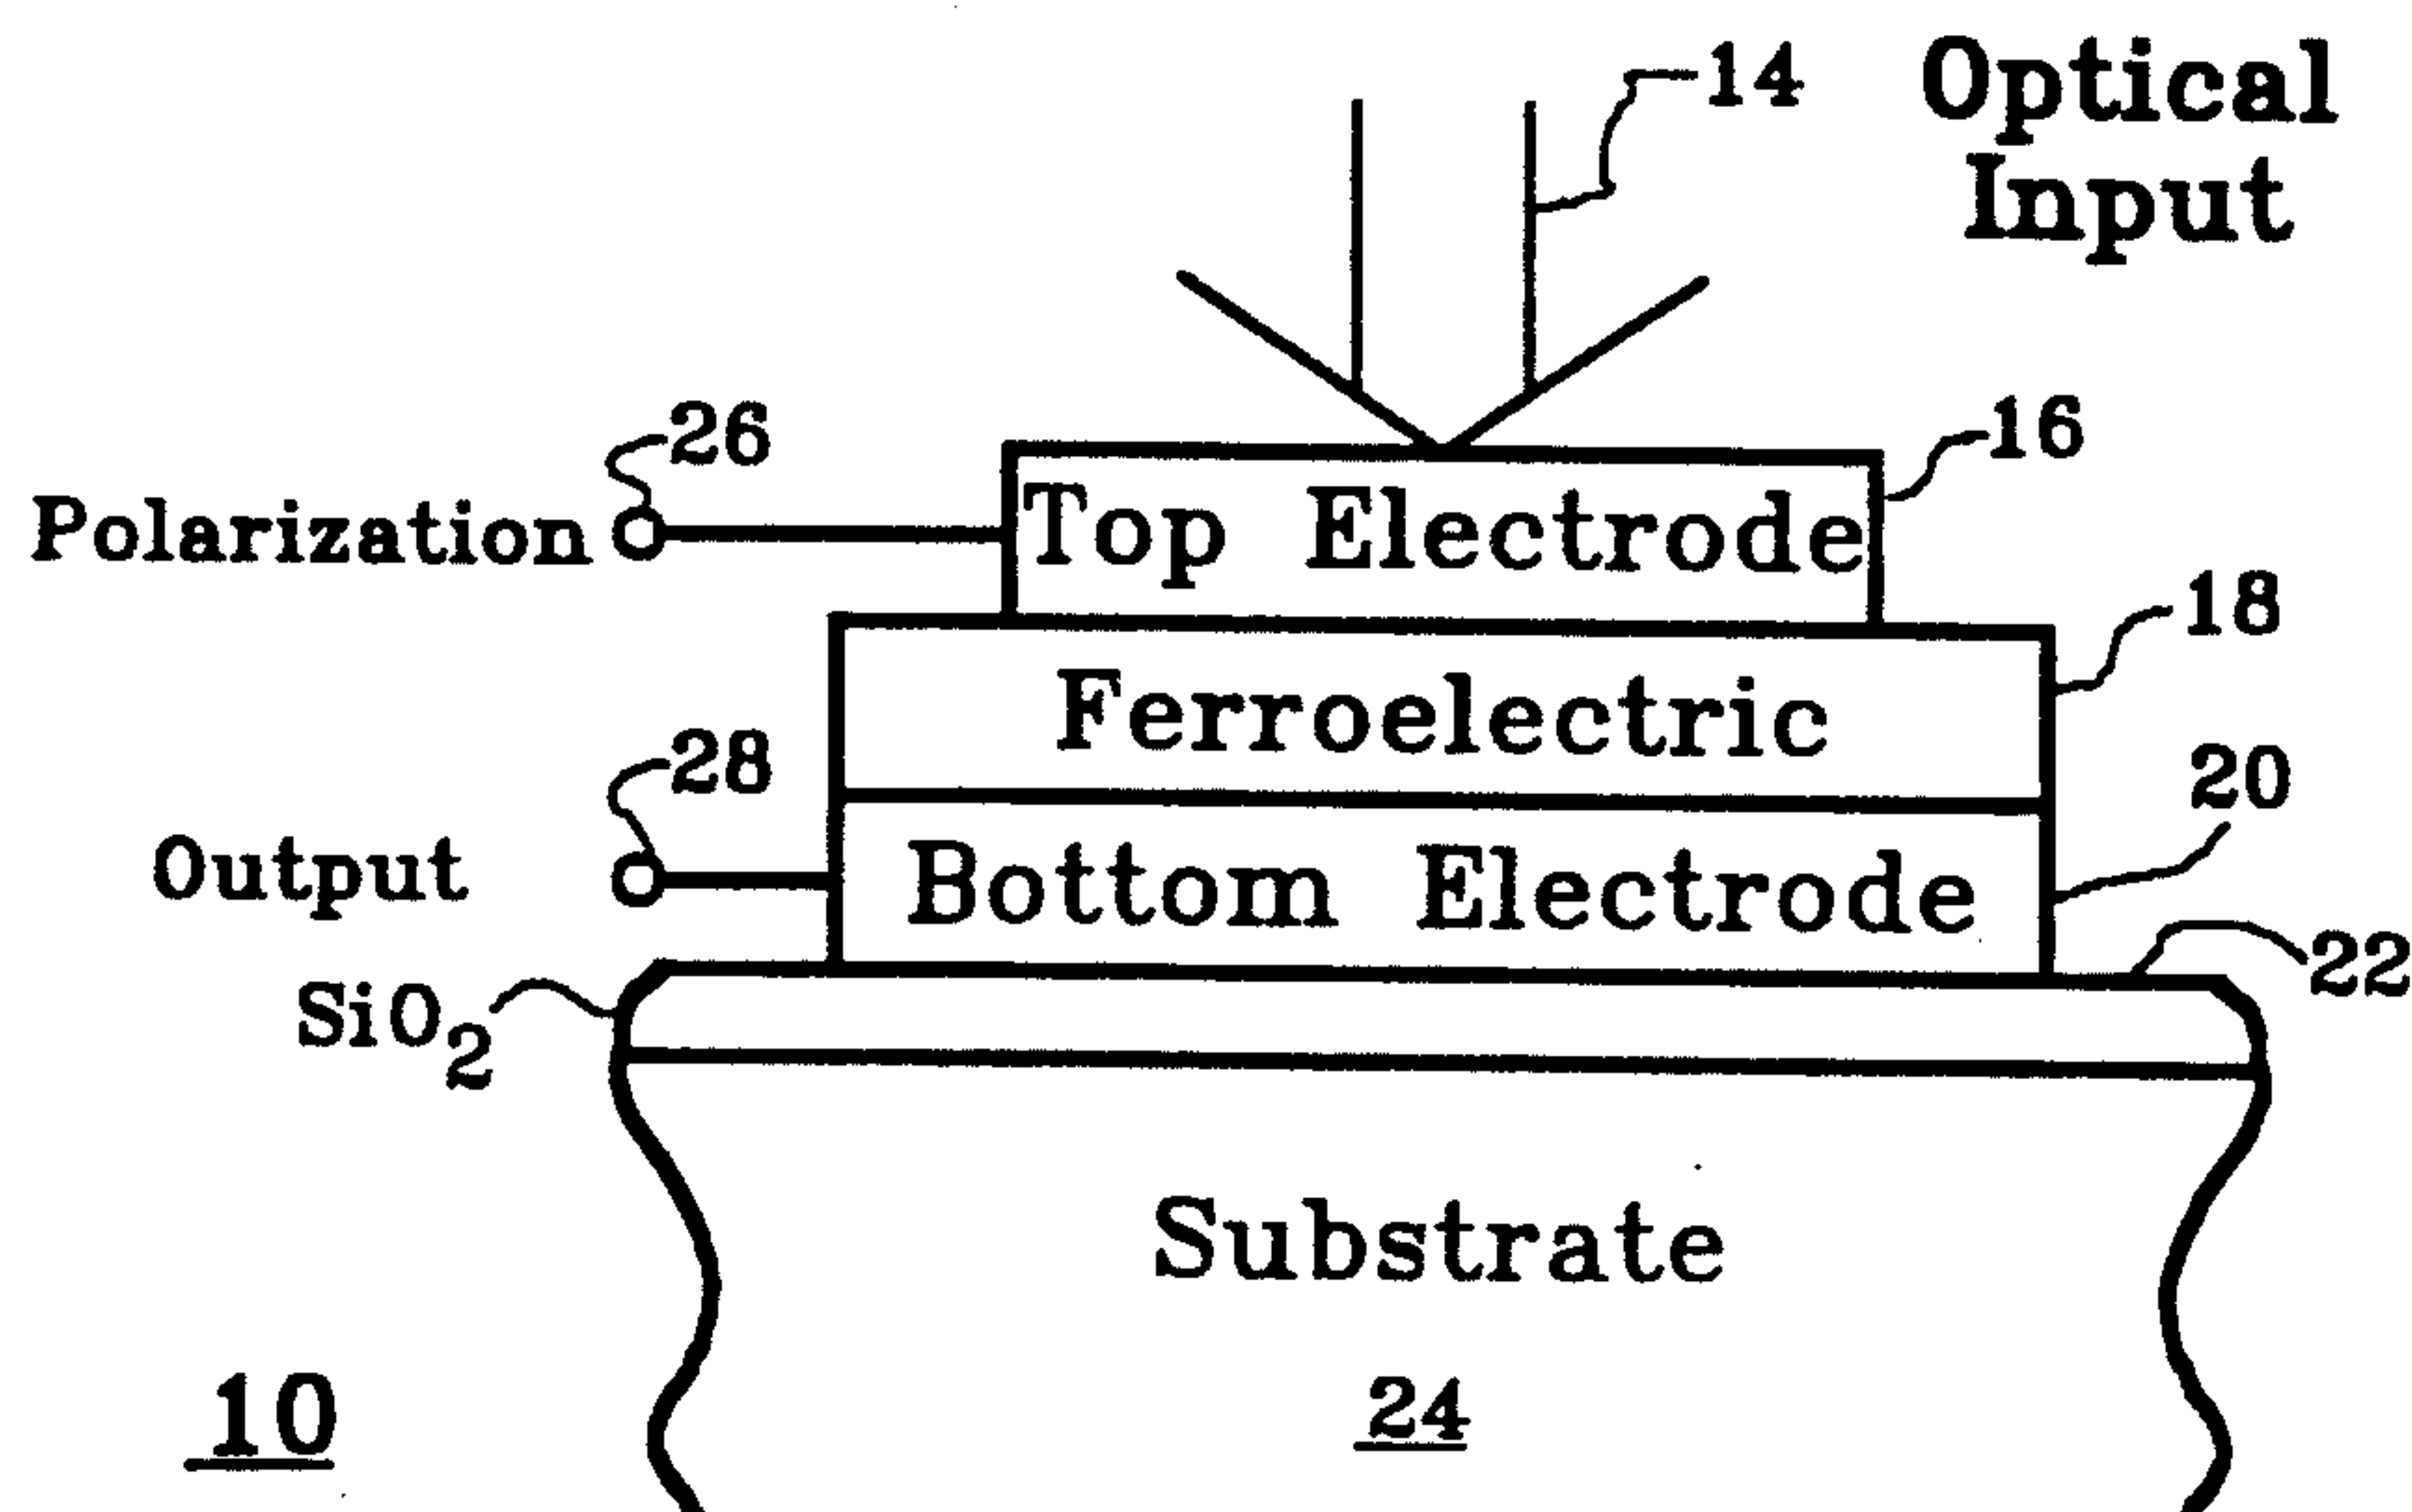 14
Optical
Input
26
16
Polarization
Top Electrode
18
Ferroelectric
28
20
Output
Bottom Electrode
22
SiO2
Substrate
10
24